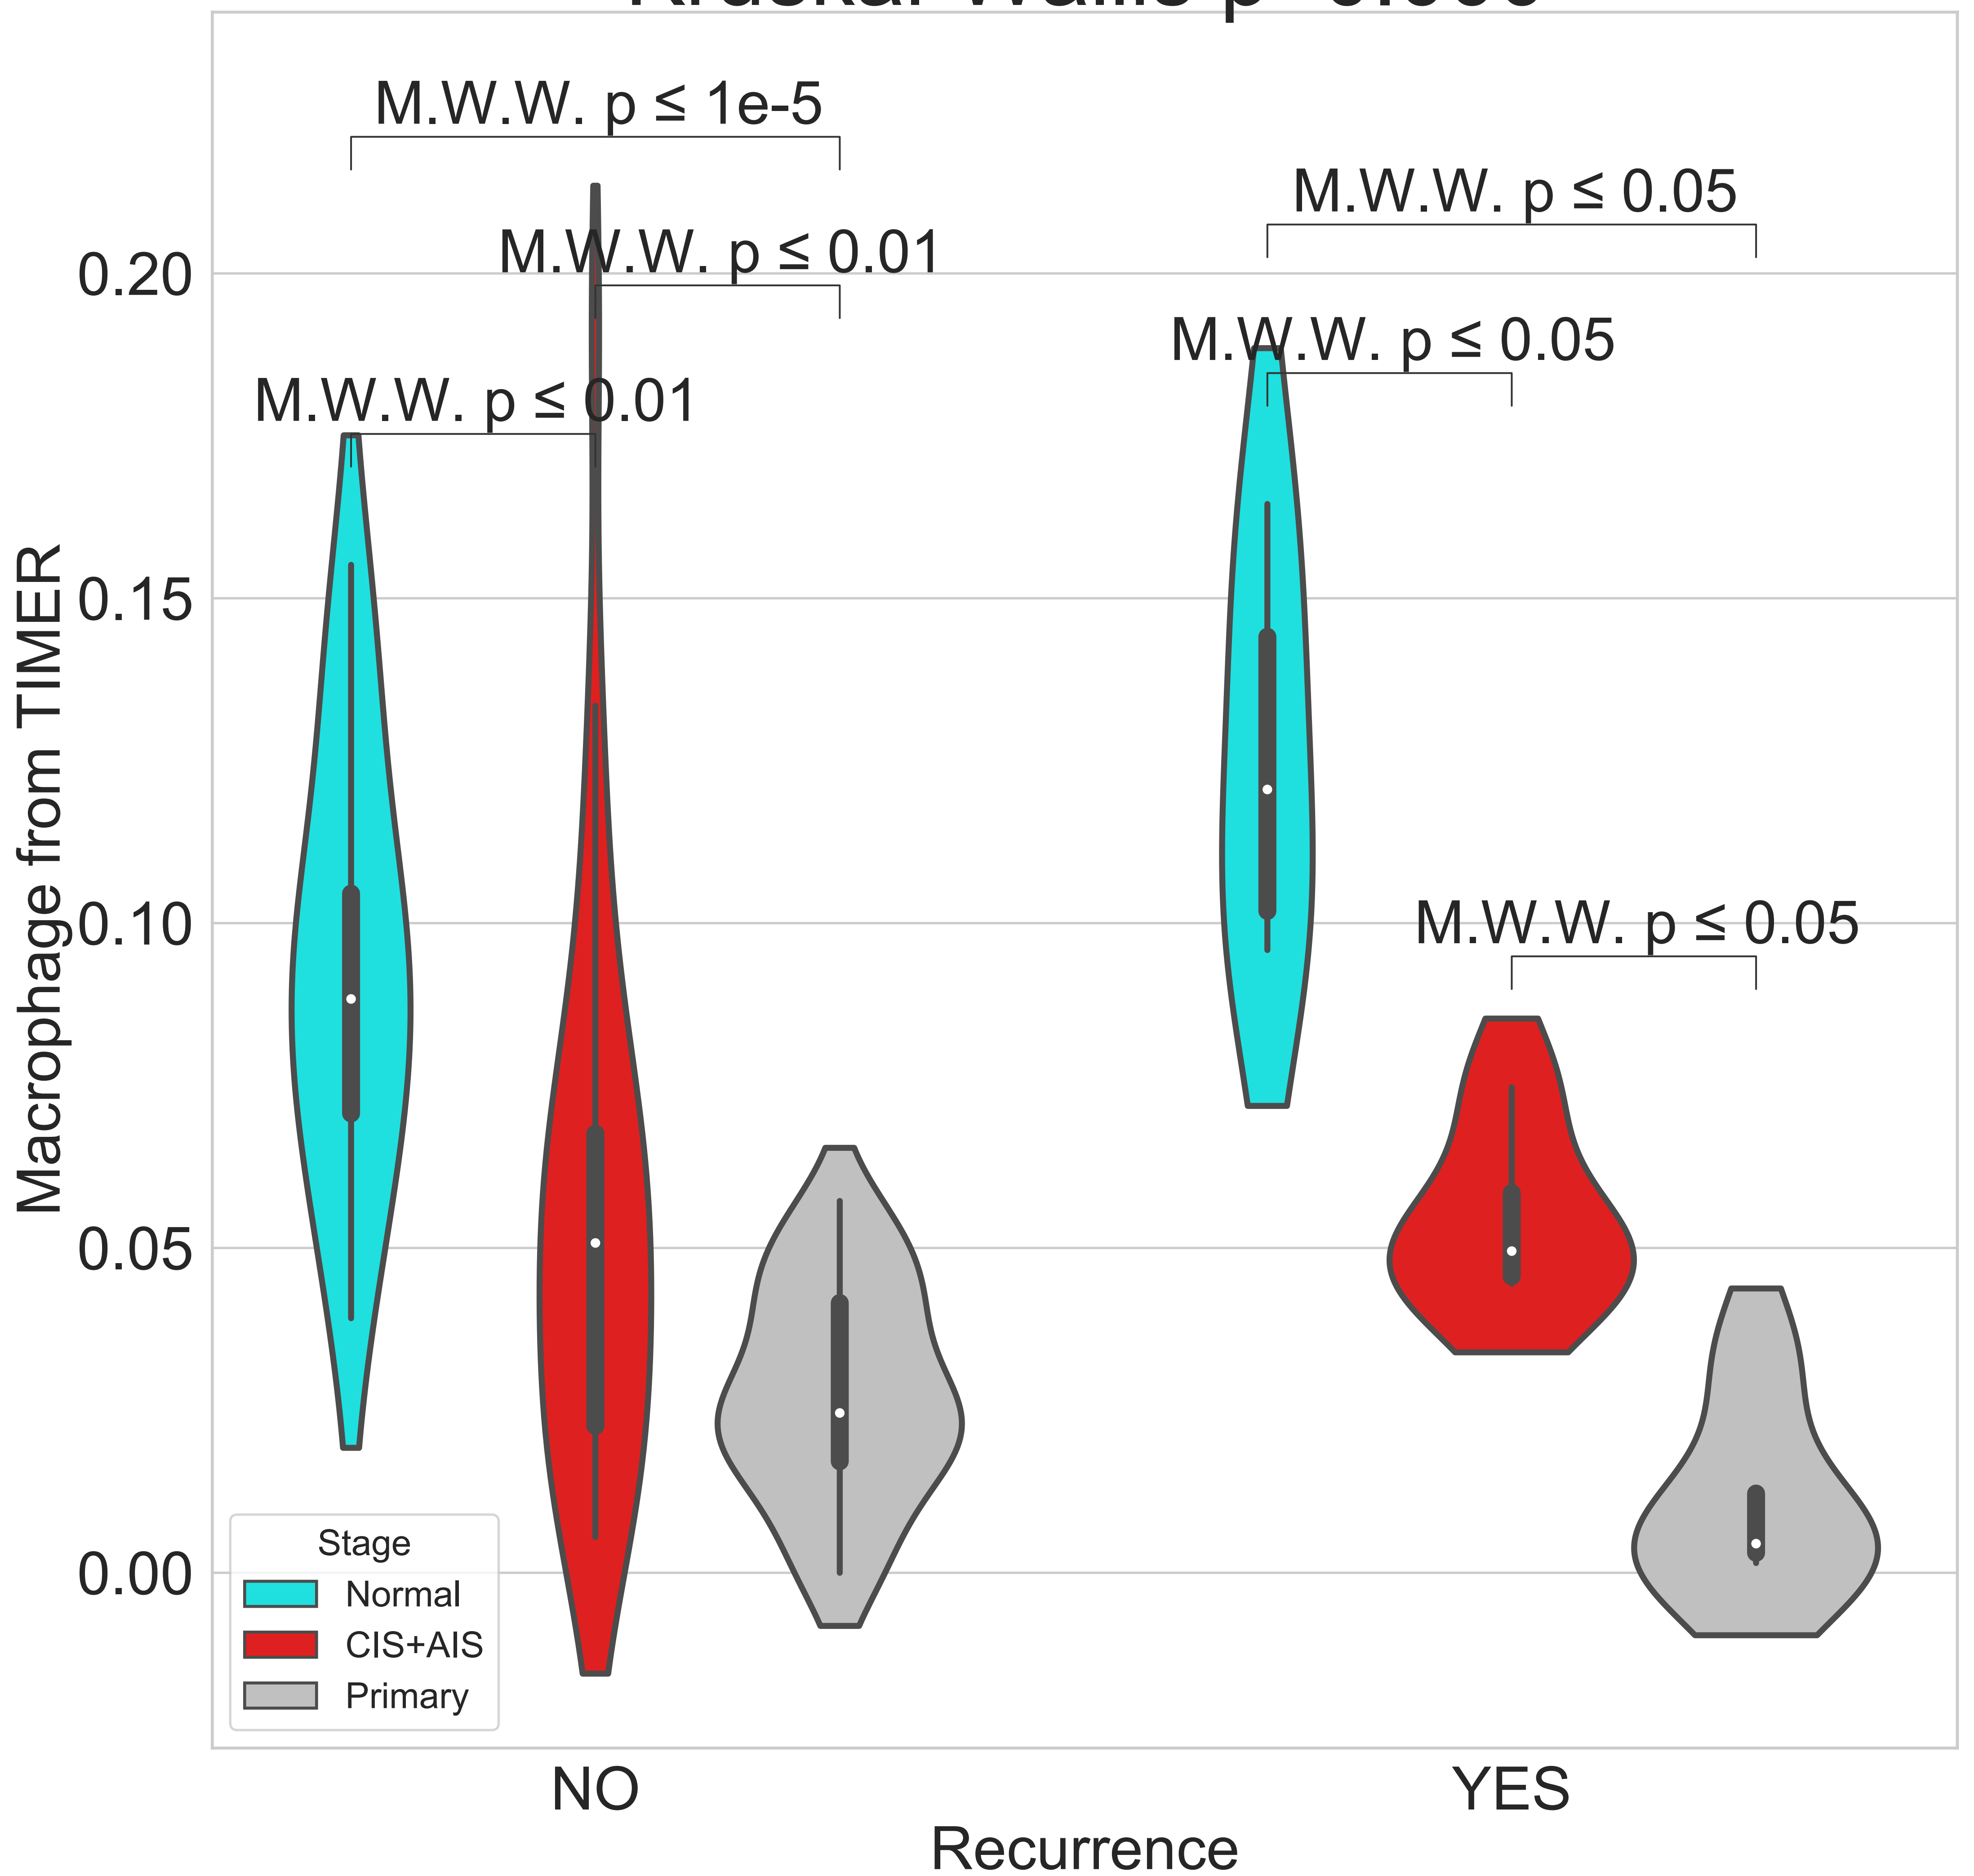 M.W.W. p ≤ 1e-5
M.W.W. p ≤ 0.05
M.W.W. p ≤ 0.01
M.W.W. p ≤ 0.05
M.W.W. p ≤ 0.01
M.W.W. p ≤ 0.05
0.20
0.15
0.10
0.05
0.00
Macrophage from TIMER
Stage
Normal
CIS+AIS
Primary
NO
YES
Recurrence